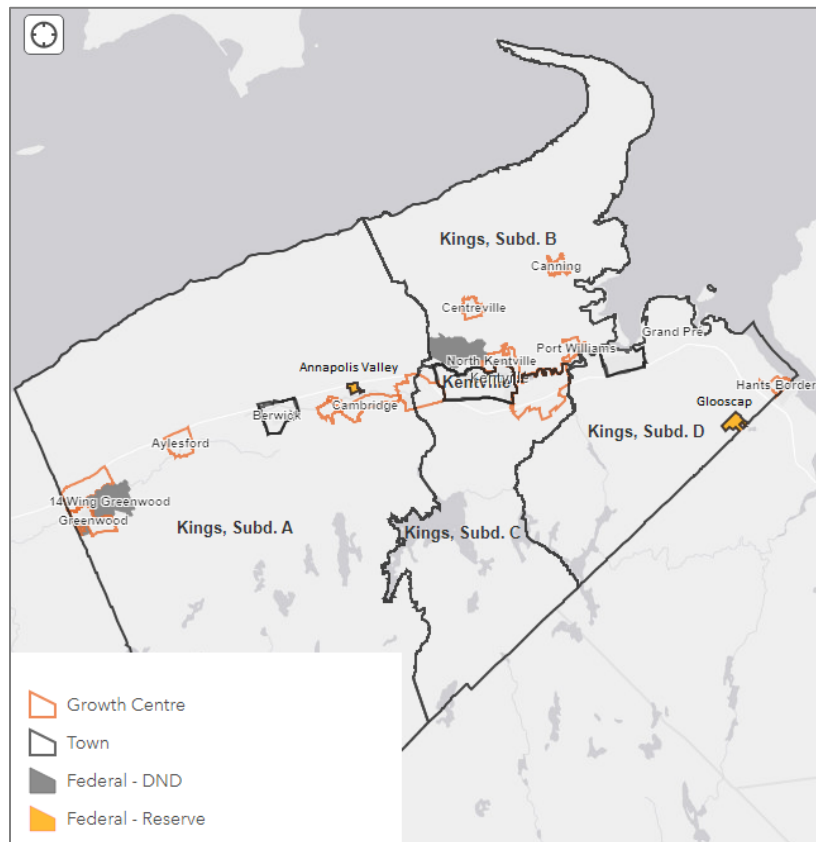 Kings, Subd. B
Canning
Centreville
Grand Pre
Port Williams
North Kentville
Annapolis Valley
Kentville
Kentville
Hants Border
Cambridge
Glooscap
Berwick
Kings, Subd. D
Aylesford
14 Wing Greenwood
Greenwood
Kings, Subd. A
Kings, Subd. C
Growth Centre
Town
Federal - DND
Federal - Reserve